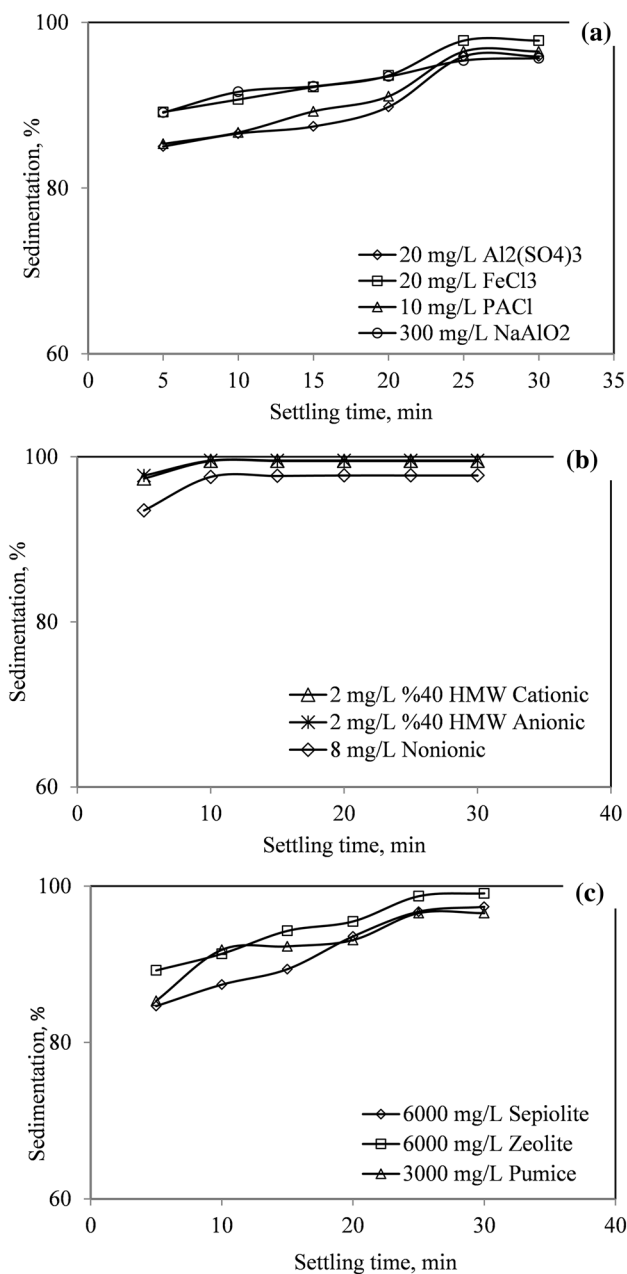 100
(a)
Sedimentation, %
80
20 mg/L Al2(SO4)3
20 mg/L FeCl3
10 mg/L PACl
300 mg/L NaAlO2
60
0 5 10 15 20 25 30 35
Settling time, min
100
(b)
Sedimentation, %
80
2 mg/L %40 HMW Cationic
2 mg/L %40 HMW Anionic
8 mg/L Nonionic
60
0 10 20 30 40
Settling time, min
100
(c)
Sedimentation, %
80
6000 mg/L Sepiolite
6000 mg/L Zeolite
3000 mg/L Pumice
60
0 10 20 30 40
Settling time, min